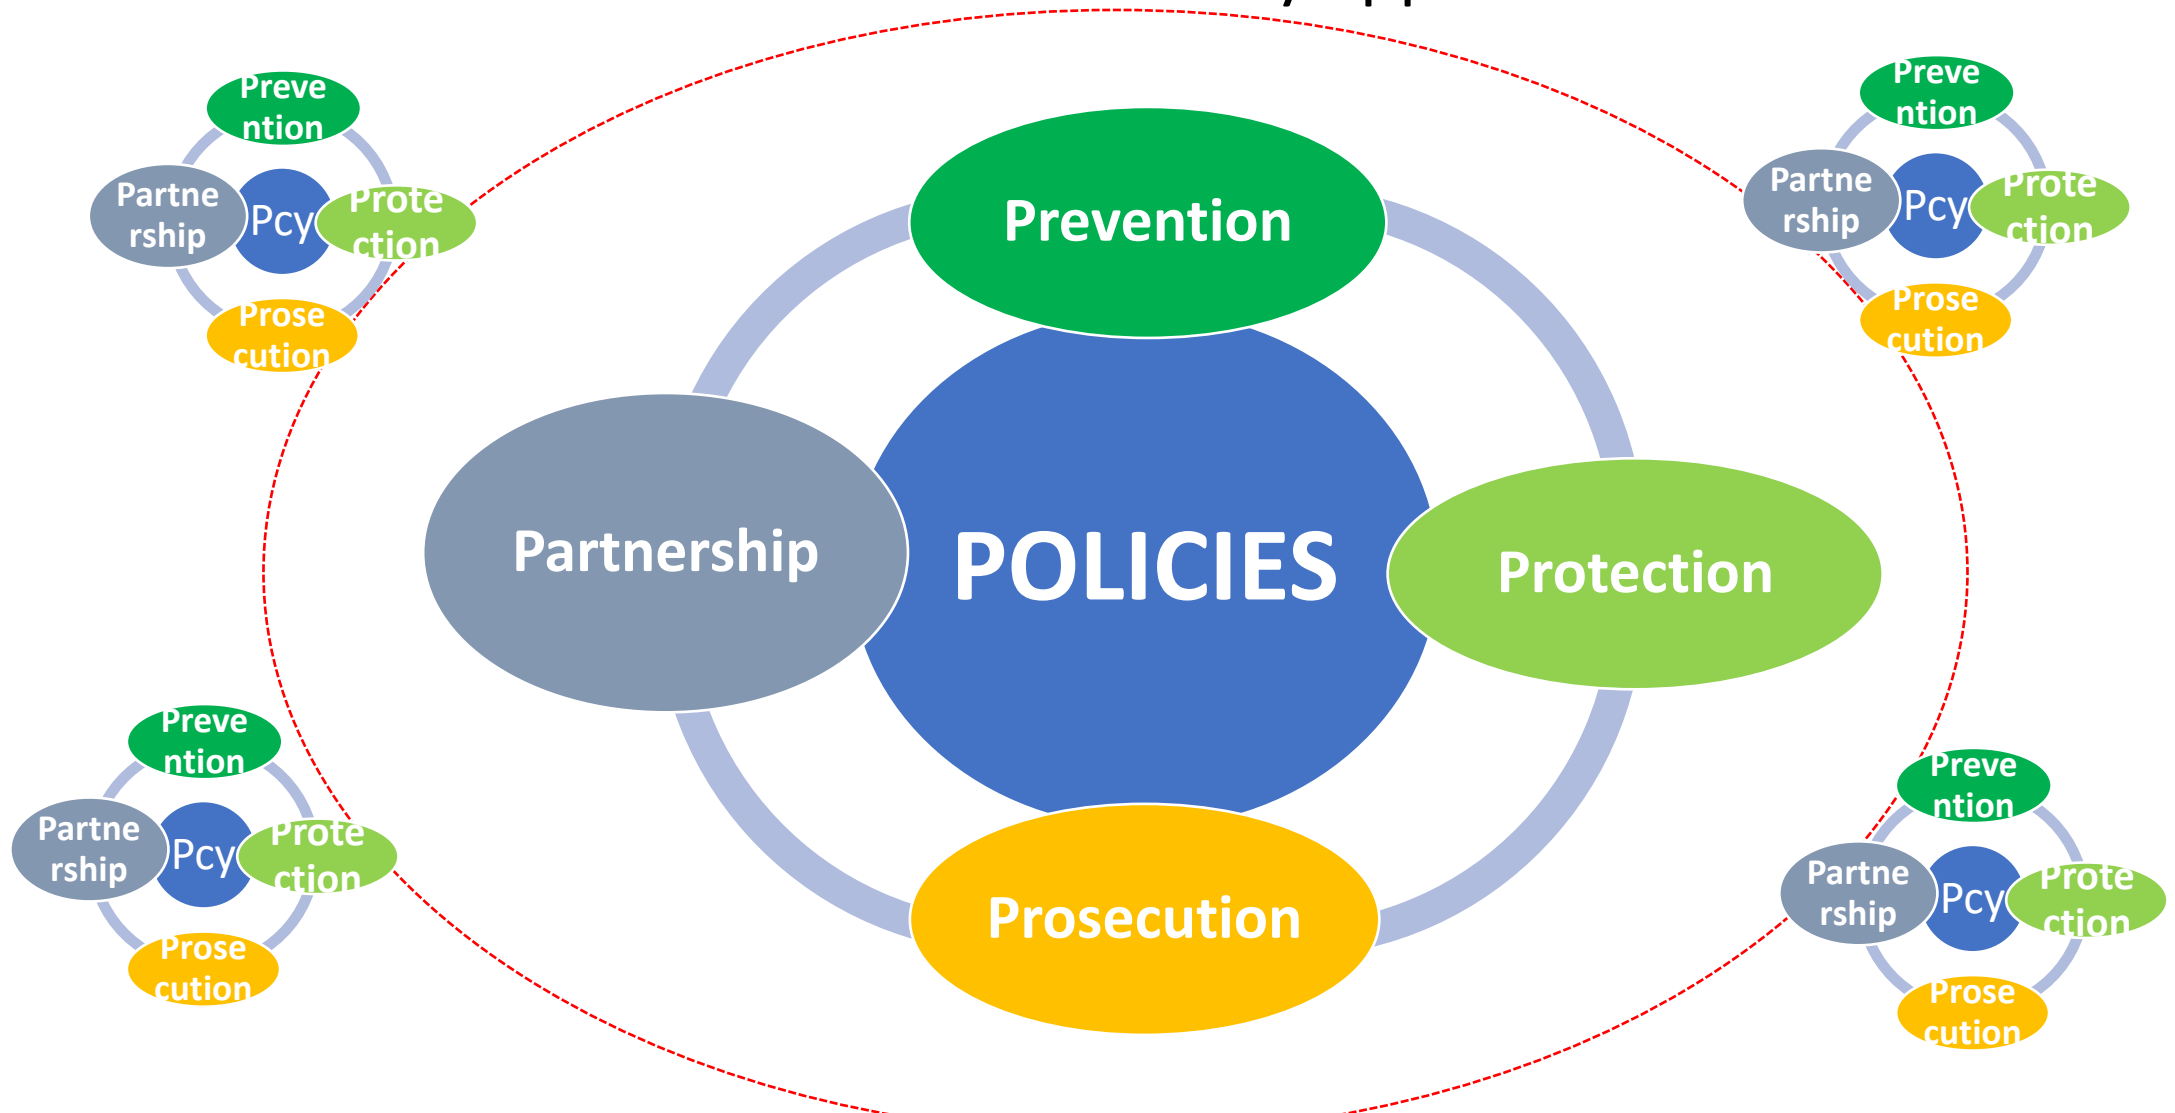 Preve
ntion
Partne
rship
Pcy
Prote
ction
Prose
cution
Preve
ntion
Partne
rship
Pcy
Prote
ction
Prose
cution
Prevention
Partnership
POLICIES
Protection
Prosecution
Preve
ntion
Partne
rship
Pcy
Prote
ction
Prose
cution
Preve
ntion
Partne
rship
Pcy
Prote
ction
Prose
cution